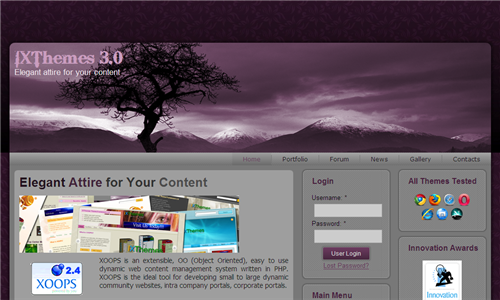 iXThemes 3.0
Elegant attire for your content
Home
Portfolio
Forum
News
Gallery
Contacts
Elegant Attire for Your Content
XOOPS is an extensible, OO (Object Oriented), easy to use
dynamic web content management system written in PHP.
XOOPS is the ideal tool for developing small to large dynamic
community websites, intra company portals, corporate portals.
2.4
XOOPS
Login
Username: *
Password: *
User Login
Lost Password?
Main Menu
All Themes Tested
Innovation Awards
Innovation